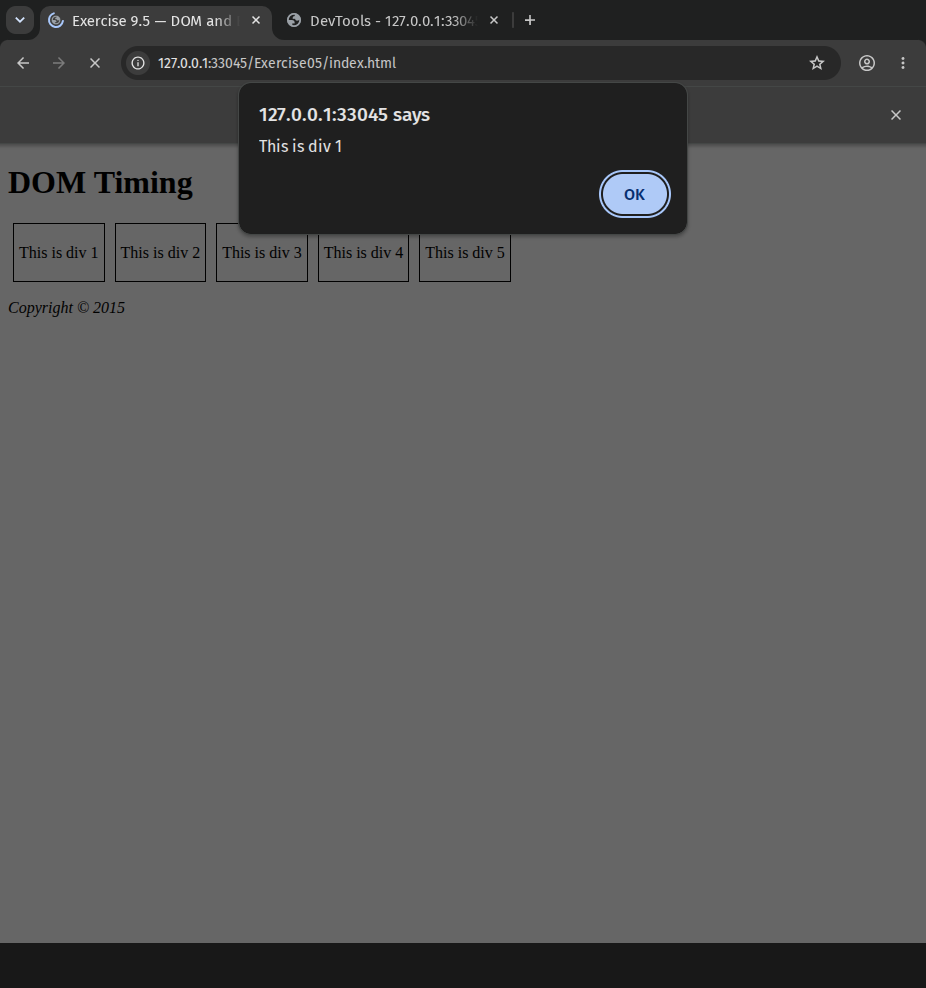 Exercise 9.5 — DOM and
DevTools - 127.0.0.1:3304
127.0.0.1:33045/Exercise05/index.html
127.0.0.1:33045 says
This is div 1
OK
DOM Timing
This is div 1 This is div 2 This is div 3 This is div 4 This is div 5
Copyright © 2015